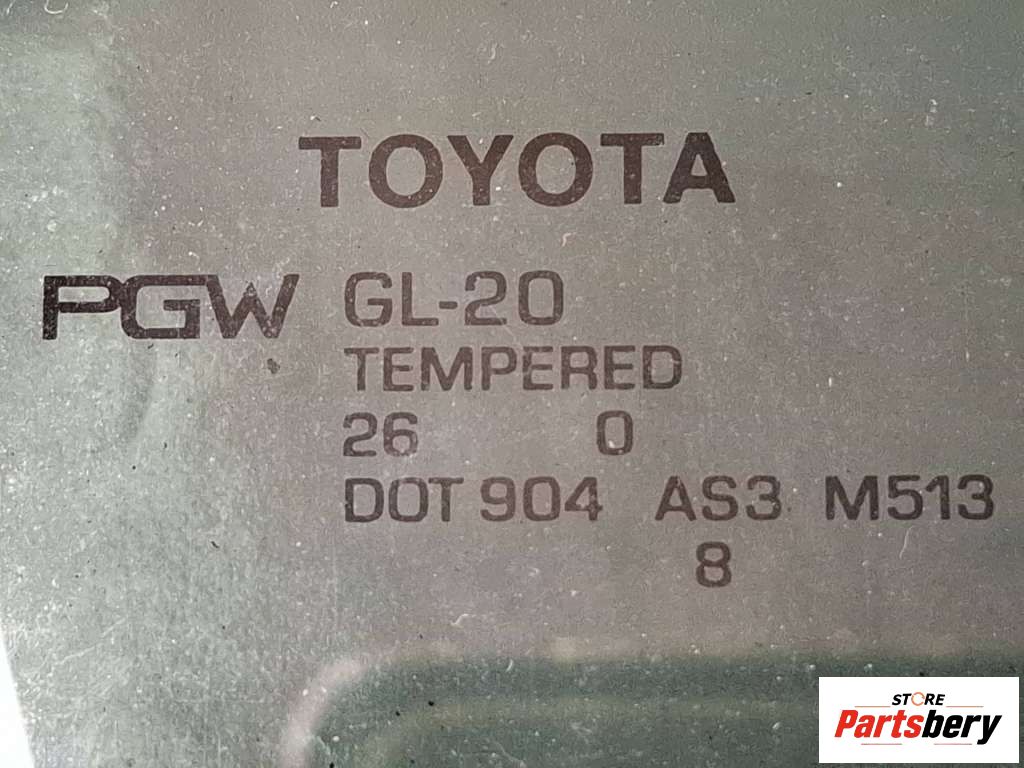 TOYOTA
PGW GL-20
TEMPERED
26 0
DOT 904 AS3 M513
8
STORE
Partsbery